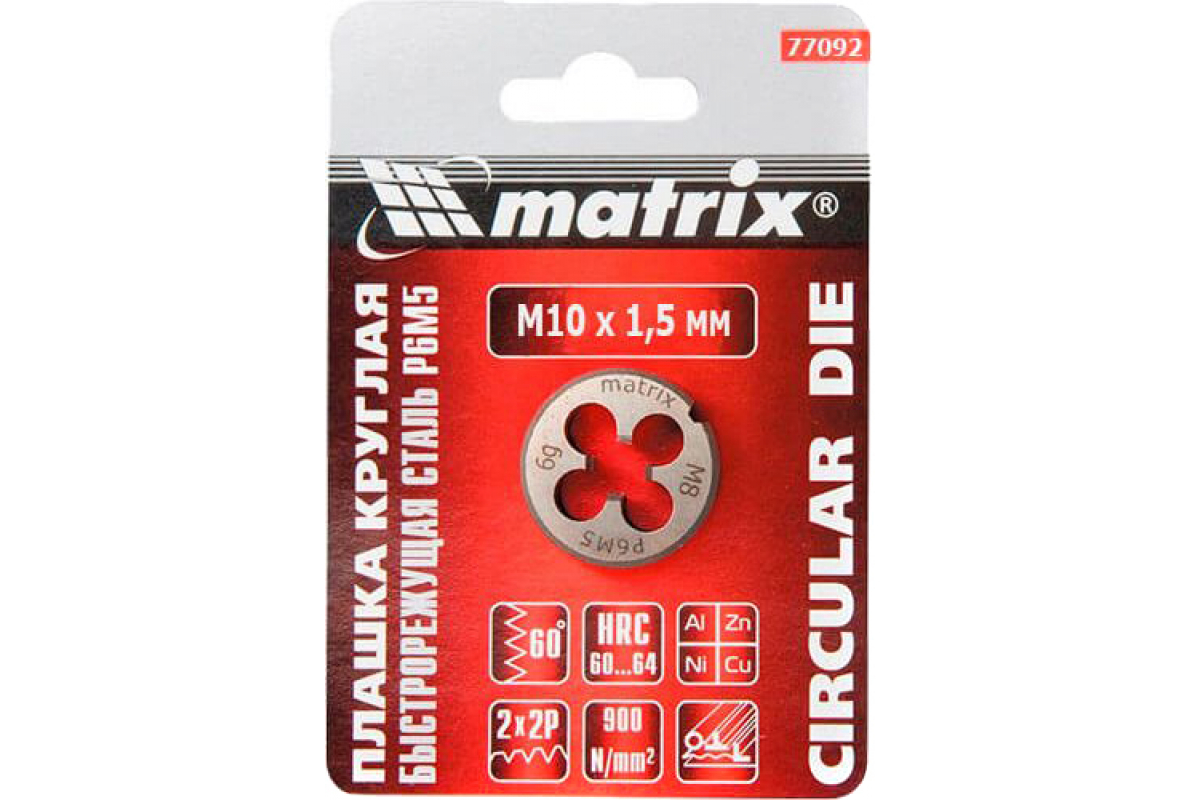 77092
matrix®
M10 x 1,5 мм
ПЛАШКА КРУГЛАЯ
БЫСТРОРЕЖУЩАЯ СТАЛЬ Р6М5
CIRCULAR DIE
matrix
6g
M8
P6M5
60°
HRC
60...64
Al Zn
Ni Cu
2x2P
900
N/mm²